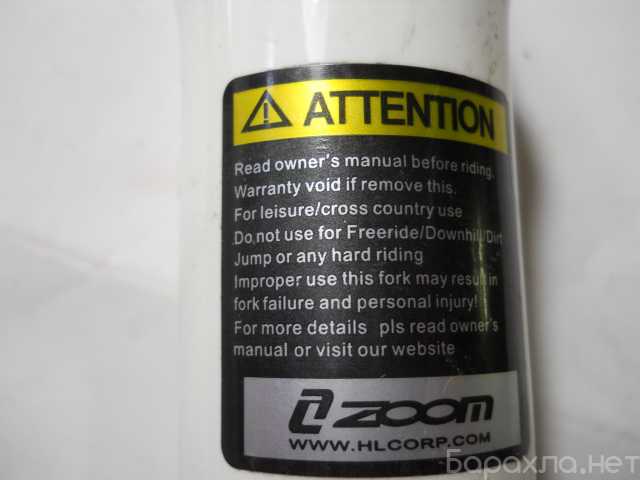 ATTENTION
Read owner's manual before riding.
Warranty void if remove this.
For leisure/cross country use
Do not use for Freeride/Downhill/Dirt
Jump or any hard riding
Improper use this fork may result in
fork failure and personal injury!
For more details pls read owner's
manual or visit our website
ZOOM
WWW.HLCORP.COM
Барахла.нет